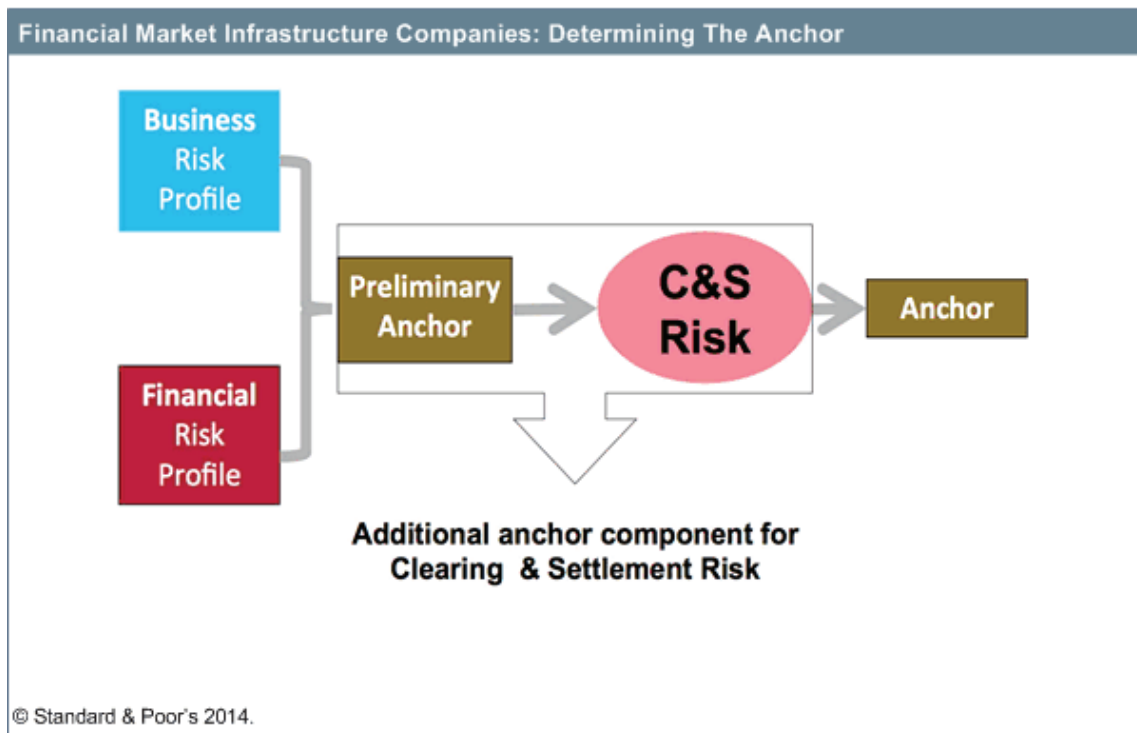 Financial Market Infrastructure Companies: Determining The Anchor
Business
Risk
Profile
Preliminary
Anchor
C&S
Risk
Anchor
Financial
Risk
Profile
Additional anchor component for
Clearing & Settlement Risk
© Standard & Poor's 2014.